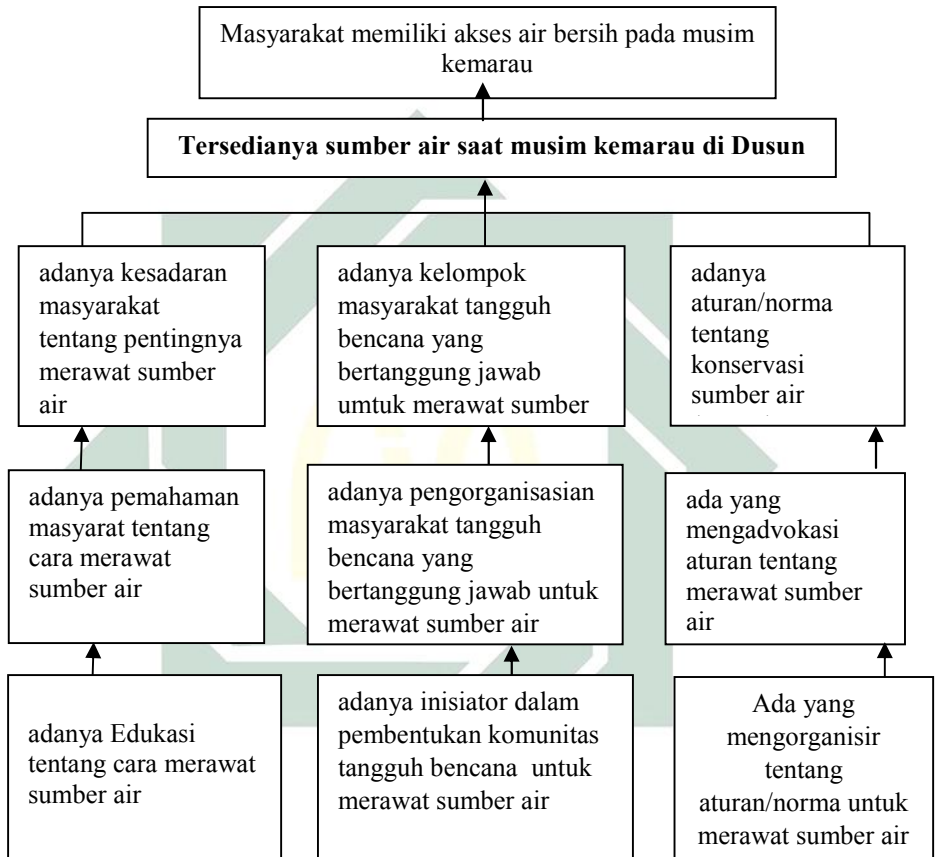 Masyarakat memiliki akses air bersih pada musim
kemarau
Tersedianya sumber air saat musim kemarau di Dusun
adanya kesadaran
masyarakat
tentang pentingnya
merawat sumber
air
adanya kelompok
masyarakat tangguh
bencana yang
bertanggung jawab
umtuk merawat sumber
adanya
aturan/norma
tentang
konservasi
sumber air
adanya pemahaman
masyarat tentang
cara merawat
sumber air
adanya pengorganisasian
masyarakat tangguh
bencana yang
bertanggung jawab untuk
merawat sumber air
ada yang
mengadvokasi
aturan tentang
merawat sumber
air
adanya Edukasi
tentang cara merawat
sumber air
adanya inisiator dalam
pembentukan komunitas
tangguh bencana untuk
merawat sumber air
Ada yang
mengorganisir
tentang
aturan/norma untuk
merawat sumber air